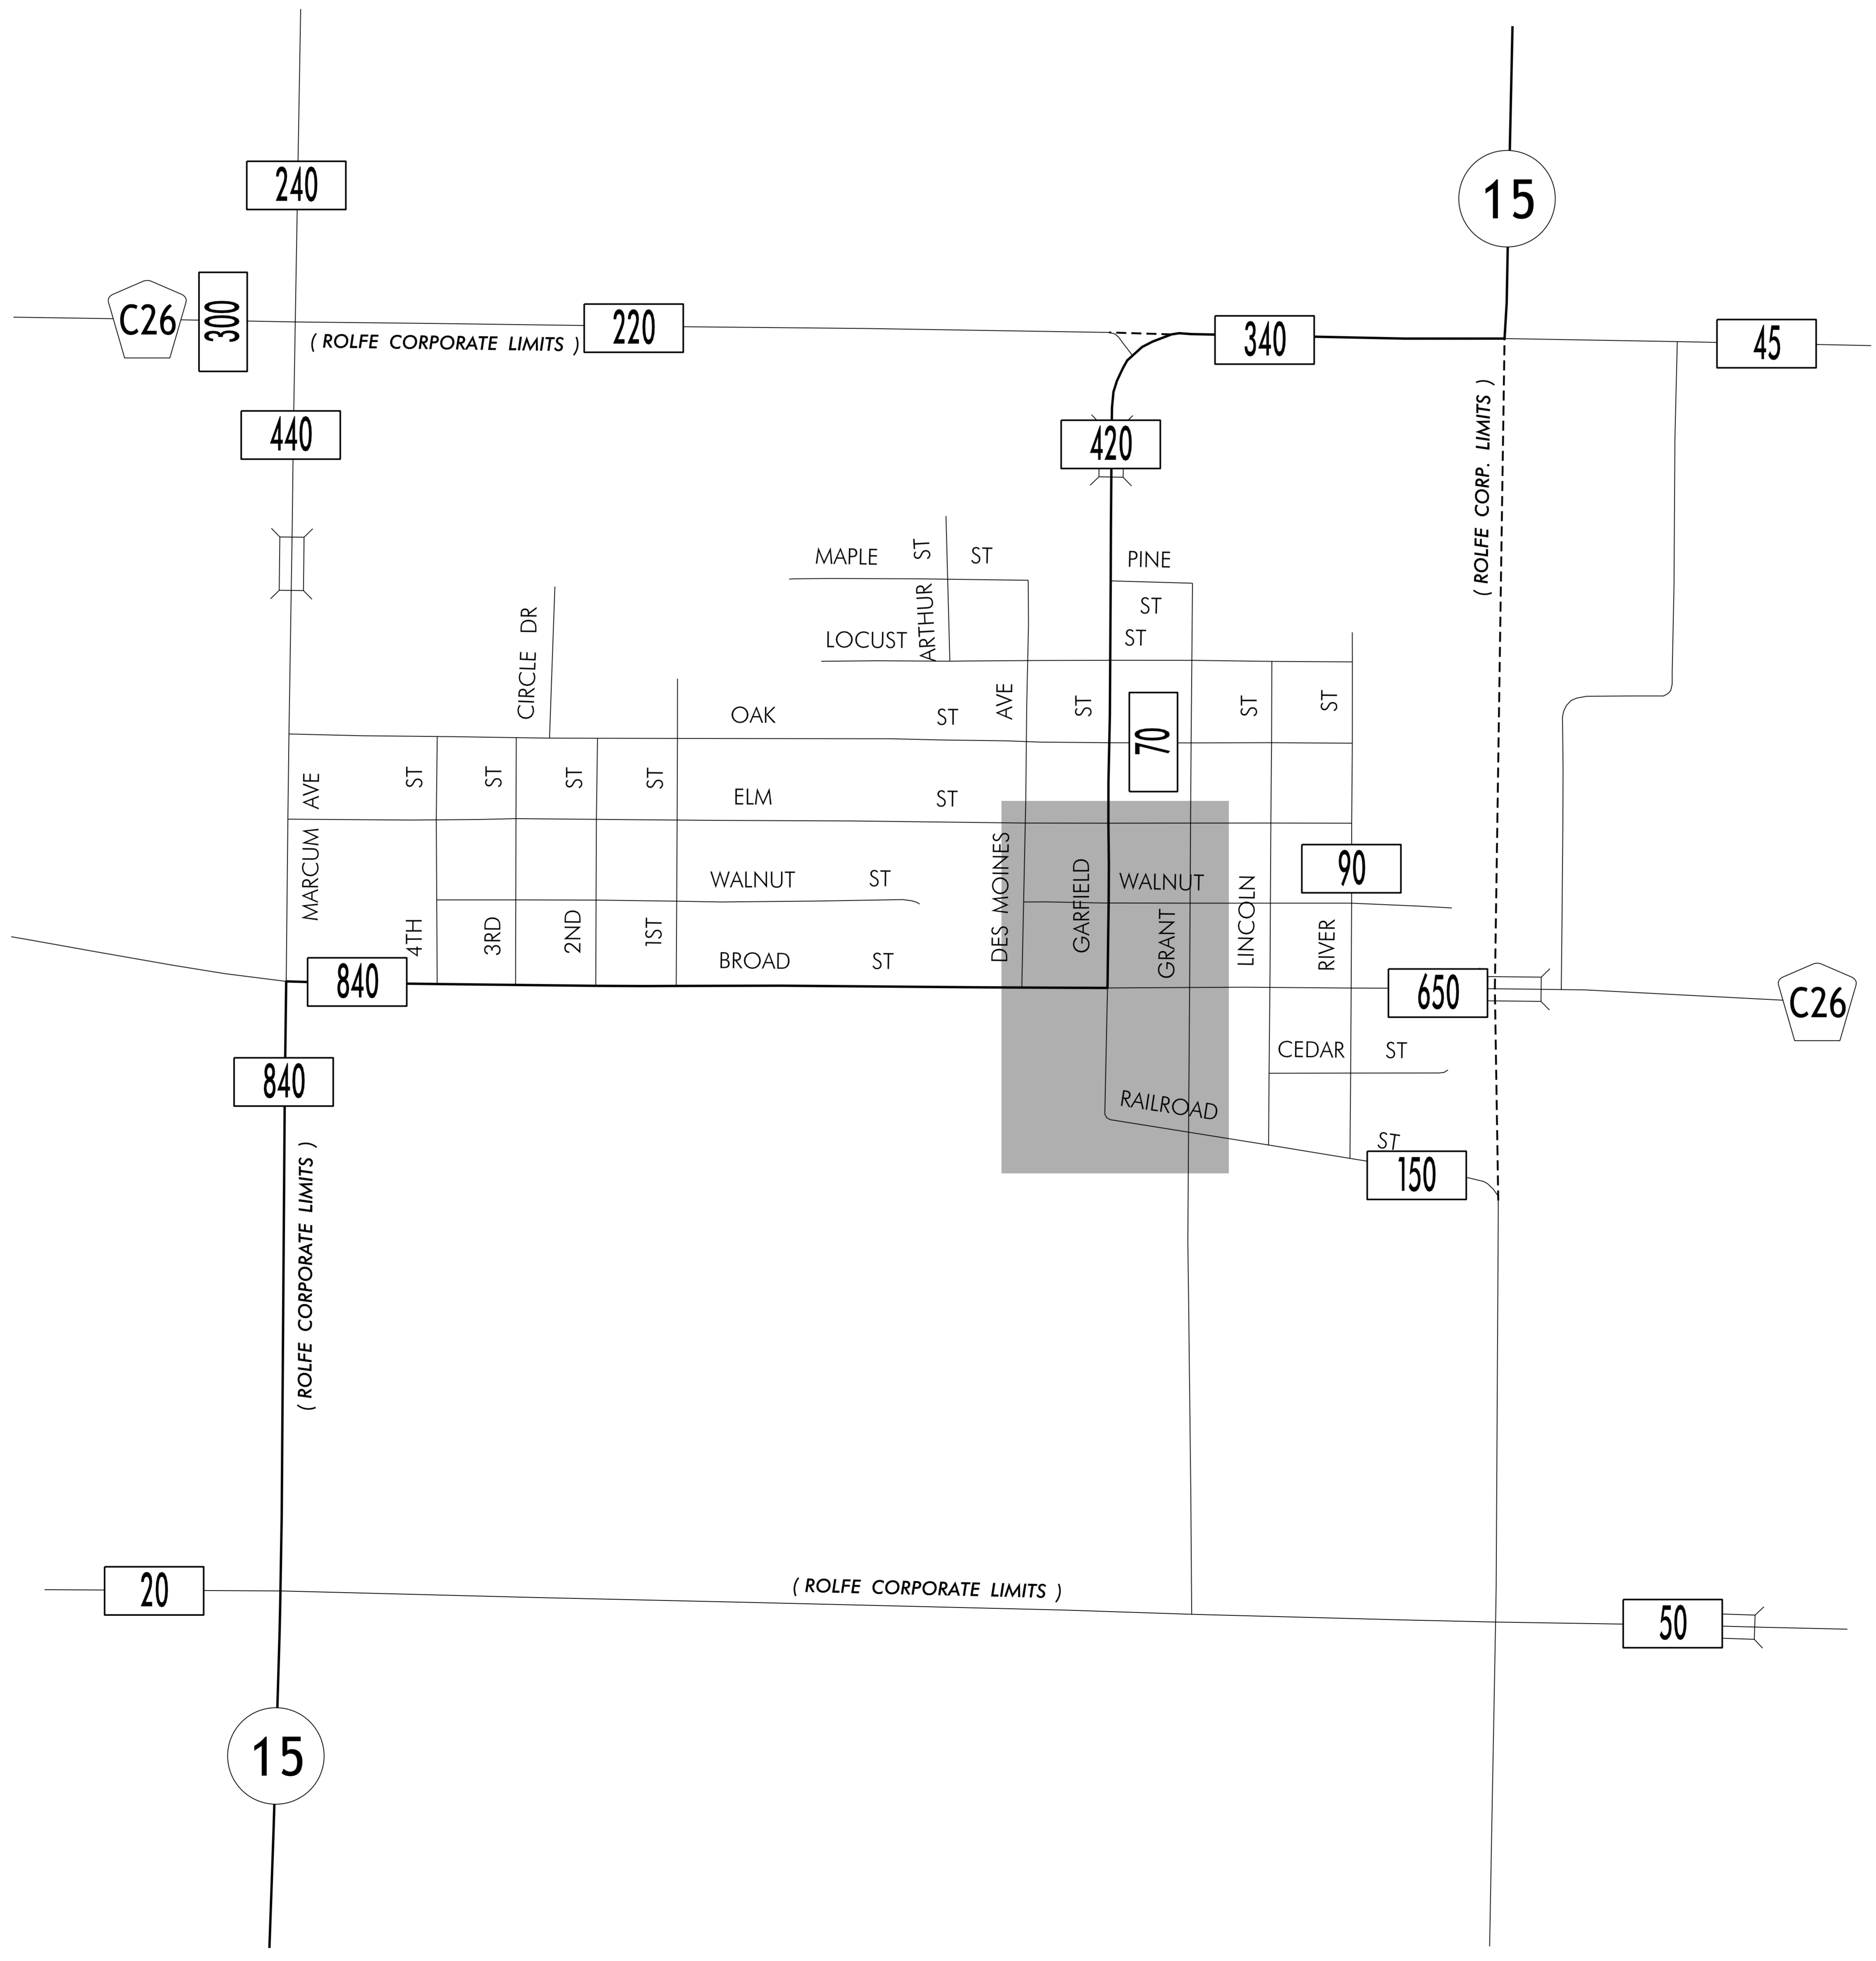 240
15
C26
300
( ROLFE CORPORATE LIMITS )
220
340
45
( ROLFE CORP. LIMITS )
440
420
MAPLE ST
ARTHUR ST
PINE ST
LOCUST ST
CIRCLE DR
OAK ST
70
MARCUM AVE
4TH ST
3RD ST
2ND ST
1ST ST
ELM ST
DES MOINES AVE
GARFIELD ST
GRANT
LINCOLN ST
RIVER ST
90
WALNUT ST
WALNUT
BROAD ST
840
650
C26
840
CEDAR ST
RAILROAD ST
150
( ROLFE CORPORATE LIMITS )
20
( ROLFE CORPORATE LIMITS )
50
15